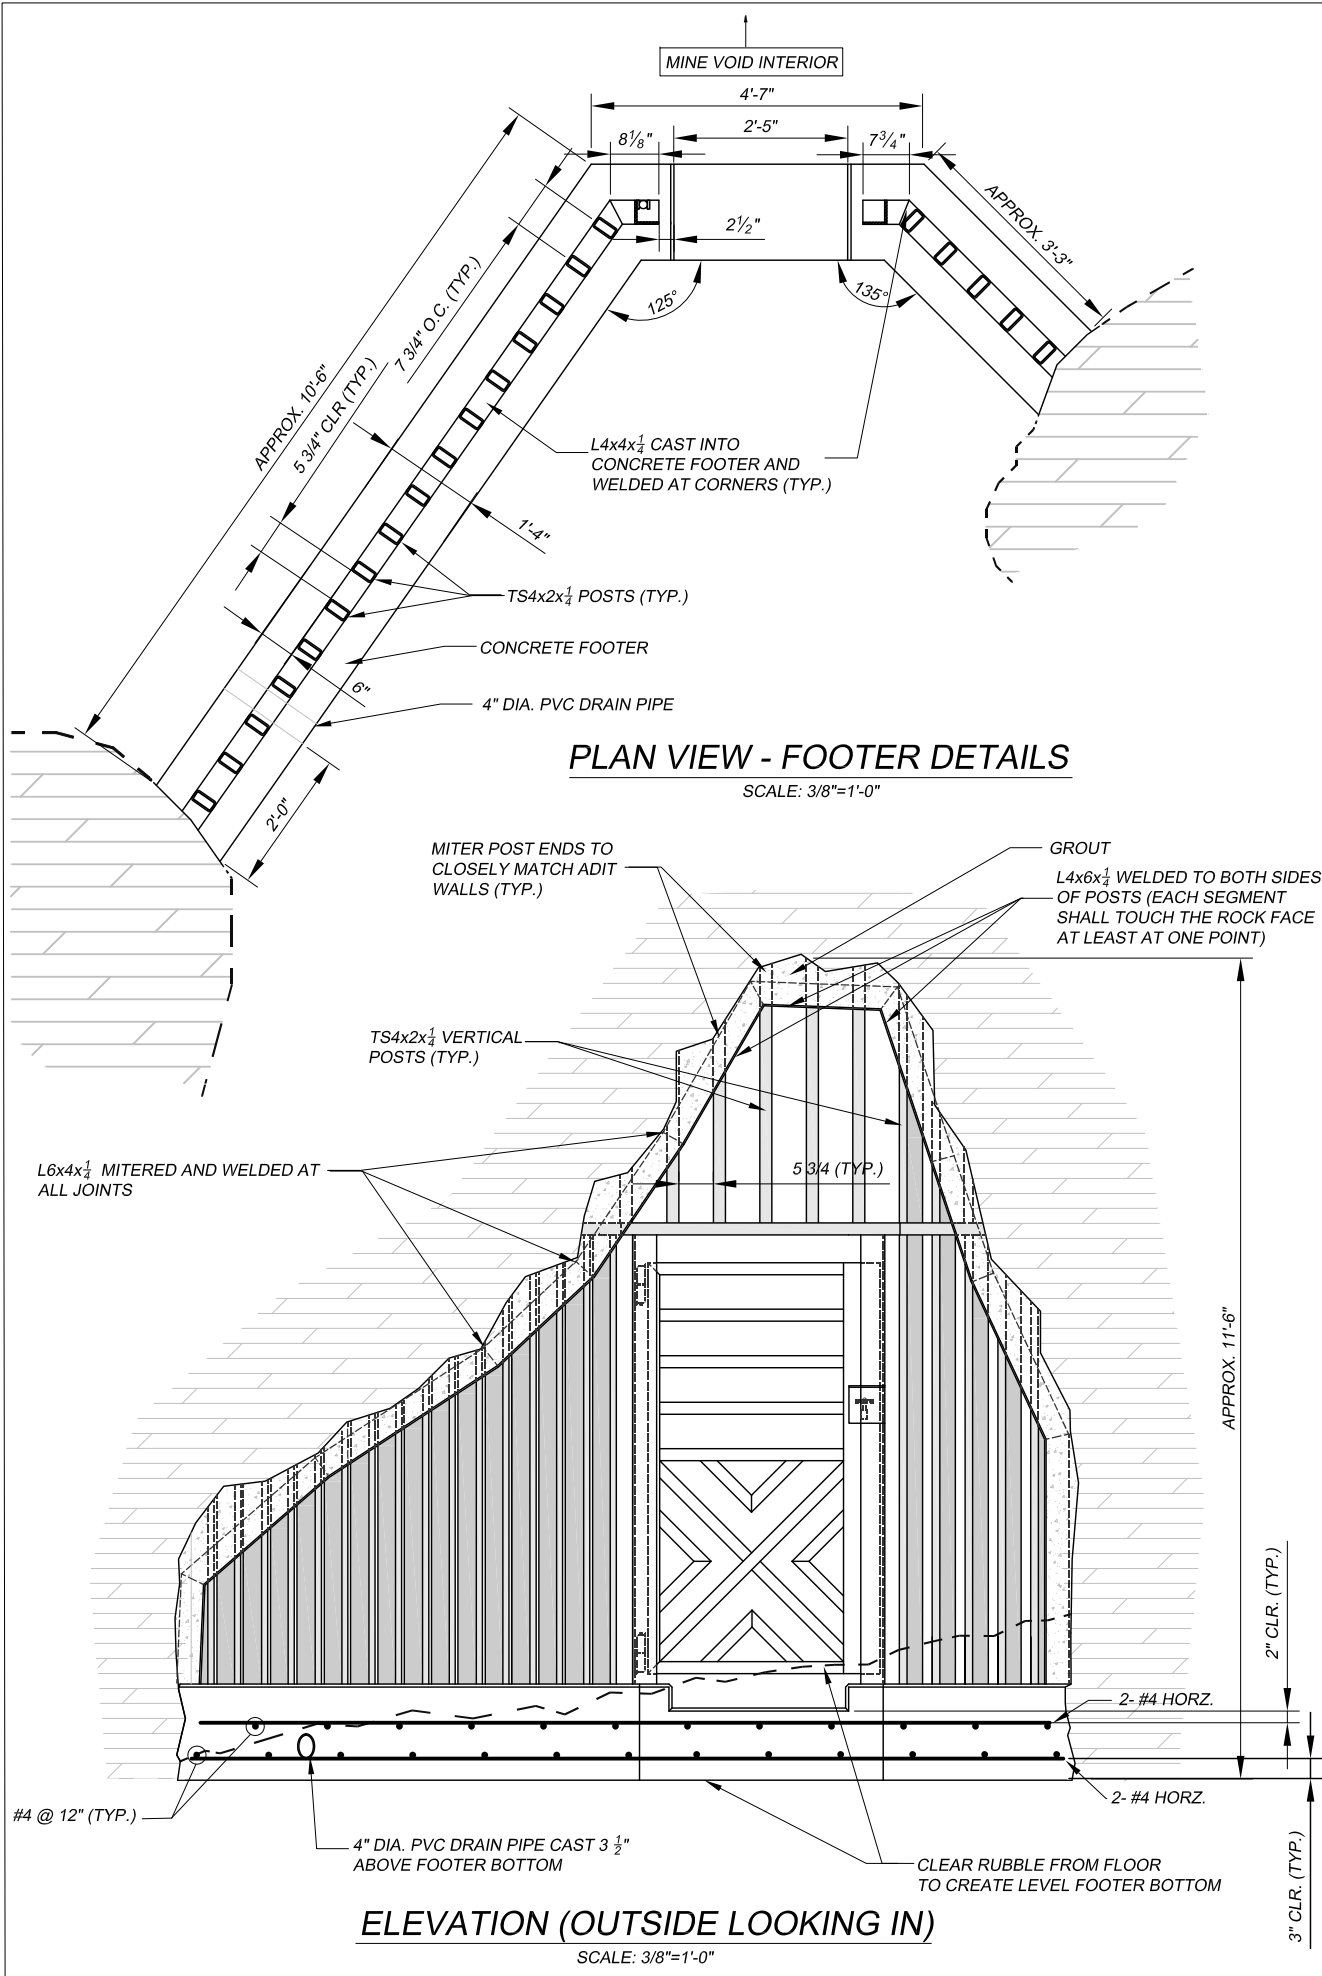 MINE VOID INTERIOR
4'-7"
2'-5"
8 1/8"
7 3/4"
2 1/2"
APPROX. 3'-3"
125°
135°
7 3/4" O.C. (TYP.)
5 3/4" CLR (TYP.)
APPROX. 10'-6"
L4x4x1/4 CAST INTO
CONCRETE FOOTER AND
WELDED AT CORNERS (TYP.)
1'-4"
TS4x2x1/4 POSTS (TYP.)
CONCRETE FOOTER
6"
4" DIA. PVC DRAIN PIPE
2'-0"
PLAN VIEW - FOOTER DETAILS
SCALE: 3/8"=1'-0"
MITER POST ENDS TO
CLOSELY MATCH ADIT
WALLS (TYP.)
GROUT
L4x6x1/4 WELDED TO BOTH SIDES
OF POSTS (EACH SEGMENT
SHALL TOUCH THE ROCK FACE
AT LEAST AT ONE POINT)
TS4x2x1/4 VERTICAL
POSTS (TYP.)
L6x4x1/4 MITERED AND WELDED AT
ALL JOINTS
5 3/4 (TYP.)
APPROX. 11'-6"
2" CLR. (TYP.)
2- #4 HORZ.
2- #4 HORZ.
#4 @ 12" (TYP.)
4" DIA. PVC DRAIN PIPE CAST 3 1/2"
ABOVE FOOTER BOTTOM
CLEAR RUBBLE FROM FLOOR
TO CREATE LEVEL FOOTER BOTTOM
3" CLR. (TYP.)
ELEVATION (OUTSIDE LOOKING IN)
SCALE: 3/8"=1'-0"